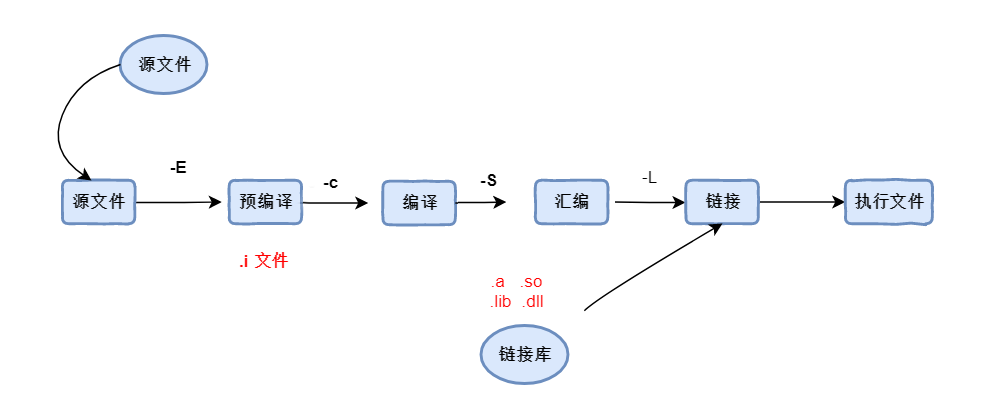 源文件
-E
-c
-S
-L
源文件
预编译
编译
汇编
链接
执行文件
.i 文件
.a .so
.lib .dll
链接库